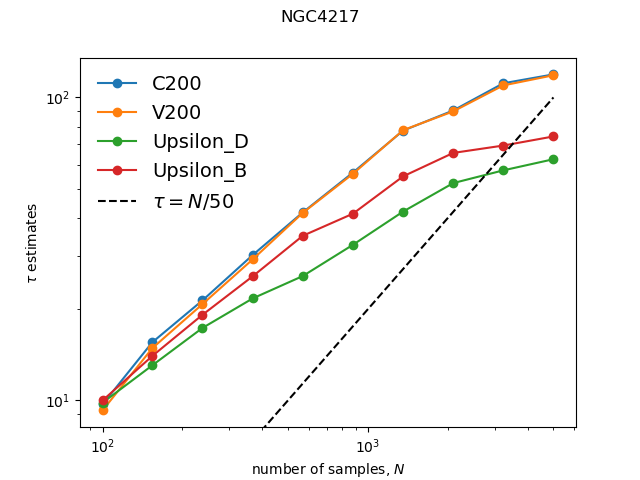 NGC4217
C200
V200
Upsilon_D
Upsilon_B
τ = N/50
τ estimates
10²
10¹
10² 10³
number of samples, N